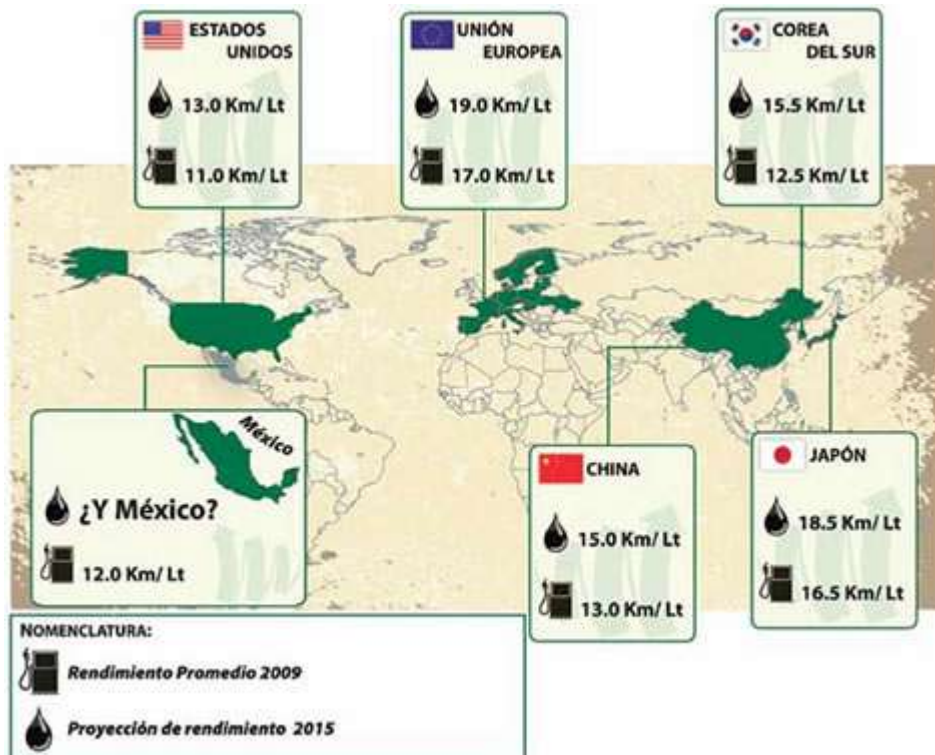 ESTADOS
UNIDOS
13.0 Km/ Lt
11.0 Km/ Lt
UNIÓN
EUROPEA
19.0 Km/ Lt
17.0 Km/ Lt
COREA
DEL SUR
15.5 Km/ Lt
12.5 Km/ Lt
México
¿Y México?
12.0 Km/ Lt
CHINA
15.0 Km/ Lt
13.0 Km/ Lt
JAPÓN
18.5 Km/ Lt
16.5 Km/ Lt
NOMENCLATURA:
Rendimiento Promedio 2009
Proyección de rendimiento 2015